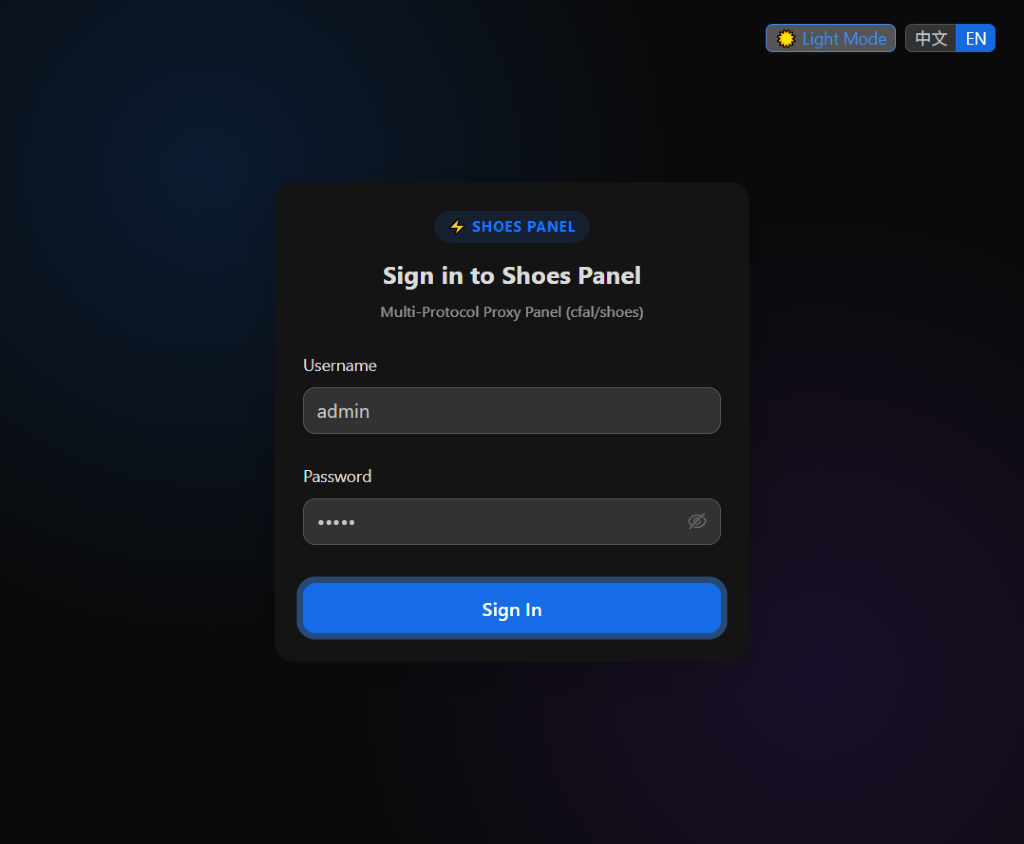 Light Mode
中文 EN
SHOES PANEL
Sign in to Shoes Panel
Multi-Protocol Proxy Panel (cfal/shoes)
Username
admin
Password
•••••
Sign In